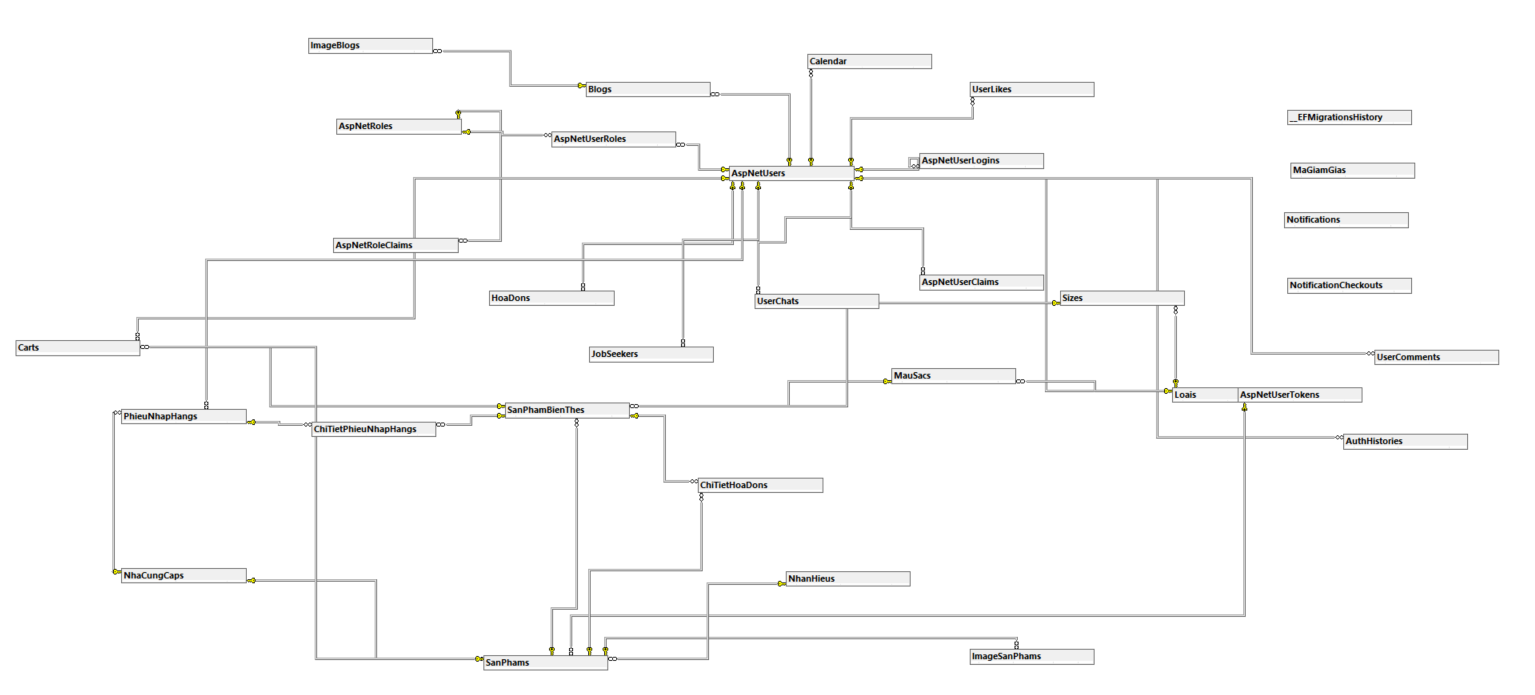 ImageBlogs
Calendar
Blogs
UserLikes
__EFMigrationsHistory
AspNetRoles
AspNetUserRoles
AspNetUserLogins
MaGiamGias
AspNetUsers
Notifications
AspNetRoleClaims
AspNetUserClaims
NotificationCheckouts
HoaDons
UserChats
Sizes
Carts
JobSeekers
UserComments
MauSacs
Loais
AspNetUserTokens
SanPhamBienThes
PhieuNhapHangs
ChiTietPhieuNhapHangs
AuthHistories
ChiTietHoaDons
NhaCungCaps
NhanHieus
SanPhams
ImageSanPhams